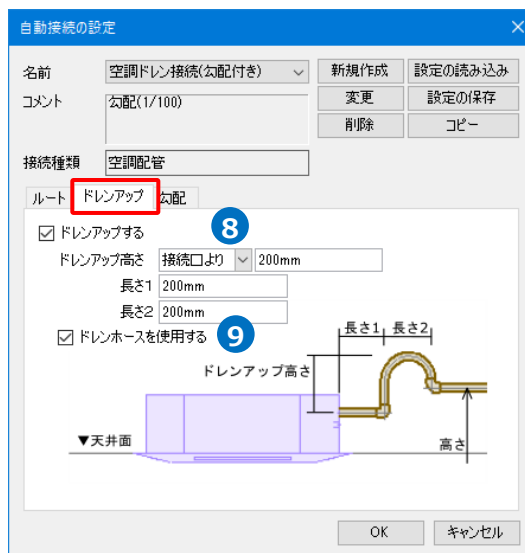 自動接続の設定
名前 空調ドレン接続(勾配付き) 新規作成 設定の読み込み
コメント 勾配(1/100) 変更 設定の保存
削除 コピー
接続種類 空調配管
ルート ドレンアップ 勾配
ドレンアップする 8
ドレンアップ高さ 接続口より 200mm
長さ1 200mm
長さ2 200mm
ドレンホースを使用する 9
長さ1 長さ2
ドレンアップ高さ
▼天井面
高さ
OK キャンセル